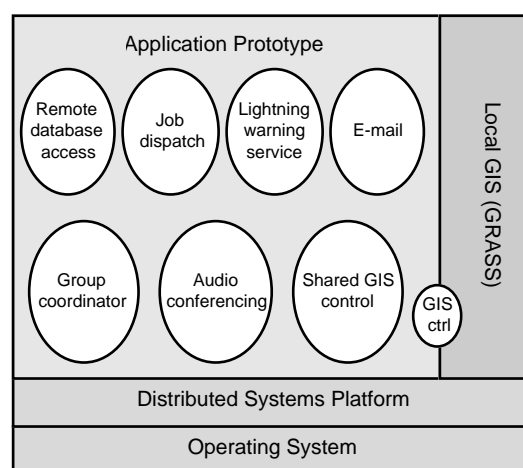 Application Prototype
Remote
database
access
Job
dispatch
Lightning
warning
service
E-mail
Local GIS (GRASS)
Group
coordinator
Audio
conferencing
Shared GIS
control
GIS
ctrl
Distributed Systems Platform
Operating System